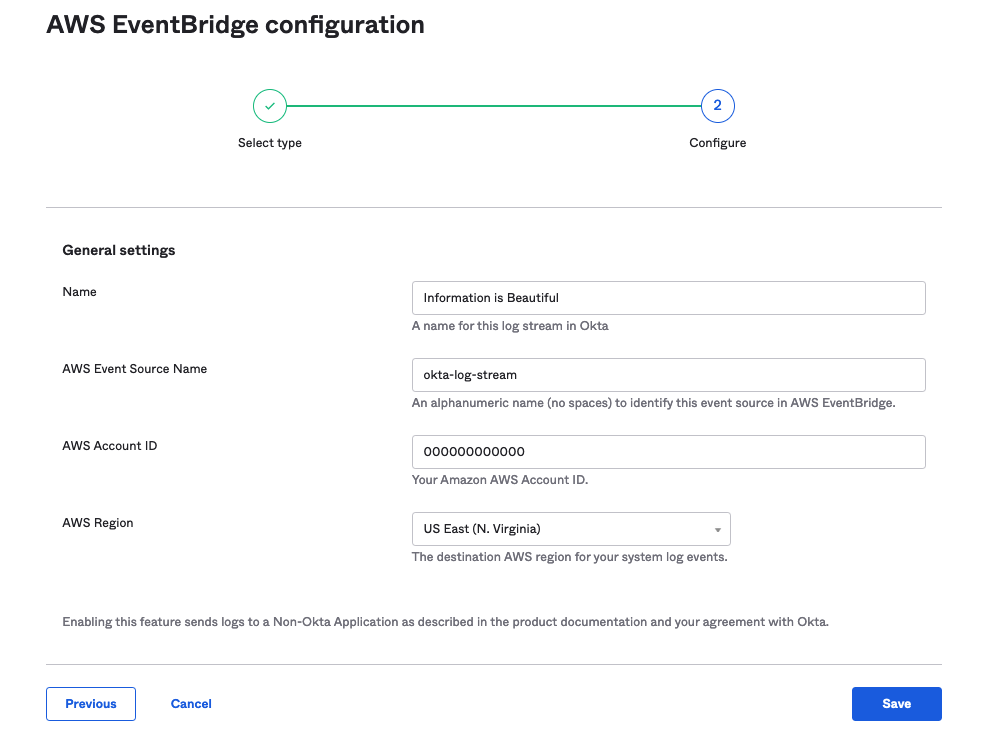 AWS EventBridge configuration
2
Select type
Configure
General settings
Name
Information is Beautiful
A name for this log stream in Okta
AWS Event Source Name
okta-log-stream
An alphanumeric name (no spaces) to identify this event source in AWS EventBridge.
AWS Account ID
000000000000
Your Amazon AWS Account ID.
AWS Region
US East (N. Virginia)
The destination AWS region for your system log events.
Enabling this feature sends logs to a Non-Okta Application as described in the product documentation and your agreement with Okta.
Previous
Cancel
Save